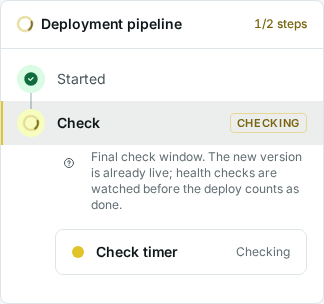 Deployment pipeline
1/2 steps
Started
Check
CHECKING
Final check window. The new version
is already live; health checks are
watched before the deploy counts as
done.
Check timer
Checking